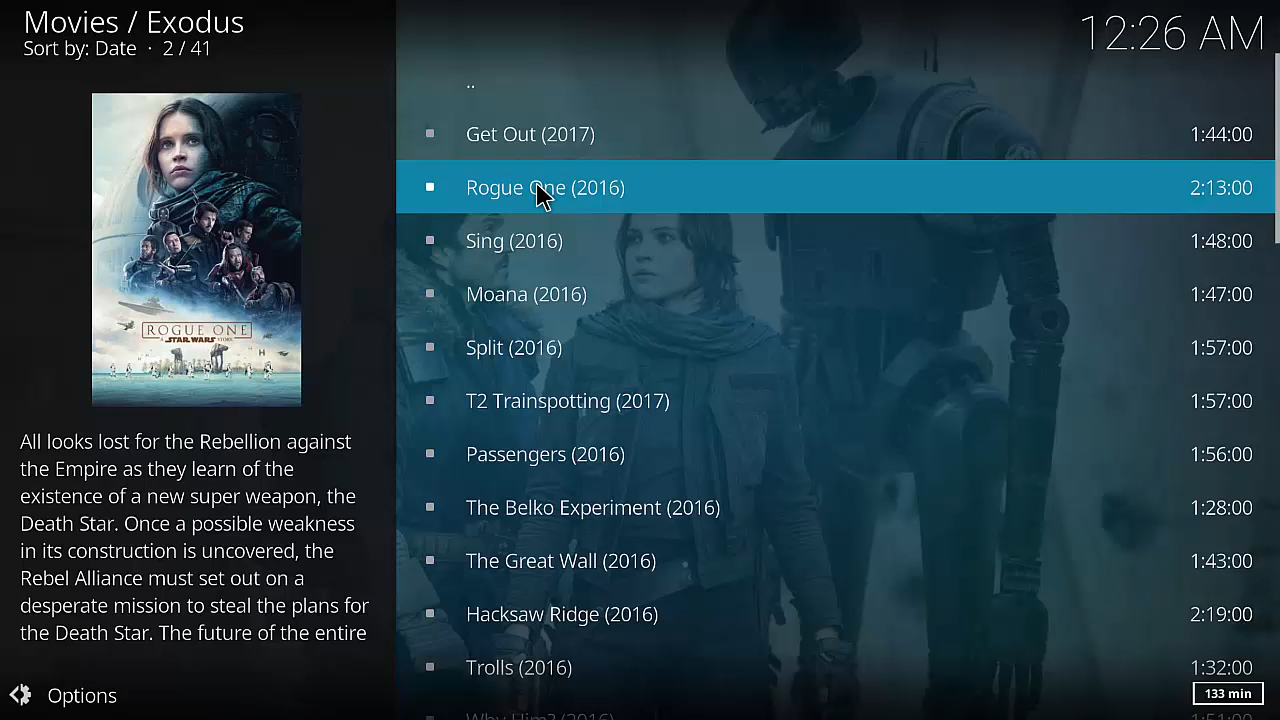 Movies / Exodus
Sort by: Date · 2 / 41
12:26 AM
..
Get Out (2017) 1:44:00
Rogue One (2016) 2:13:00
Sing (2016) 1:48:00
Moana (2016) 1:47:00
Split (2016) 1:57:00
T2 Trainspotting (2017) 1:57:00
Passengers (2016) 1:56:00
The Belko Experiment (2016) 1:28:00
The Great Wall (2016) 1:43:00
Hacksaw Ridge (2016) 2:19:00
Trolls (2016) 1:32:00
Why Him? (2016) 1:51:00
ROGUE ONE
A STAR WARS STORY
All looks lost for the Rebellion against
the Empire as they learn of the
existence of a new super weapon, the
Death Star. Once a possible weakness
in its construction is uncovered, the
Rebel Alliance must set out on a
desperate mission to steal the plans for
the Death Star. The future of the entire
Options
133 min